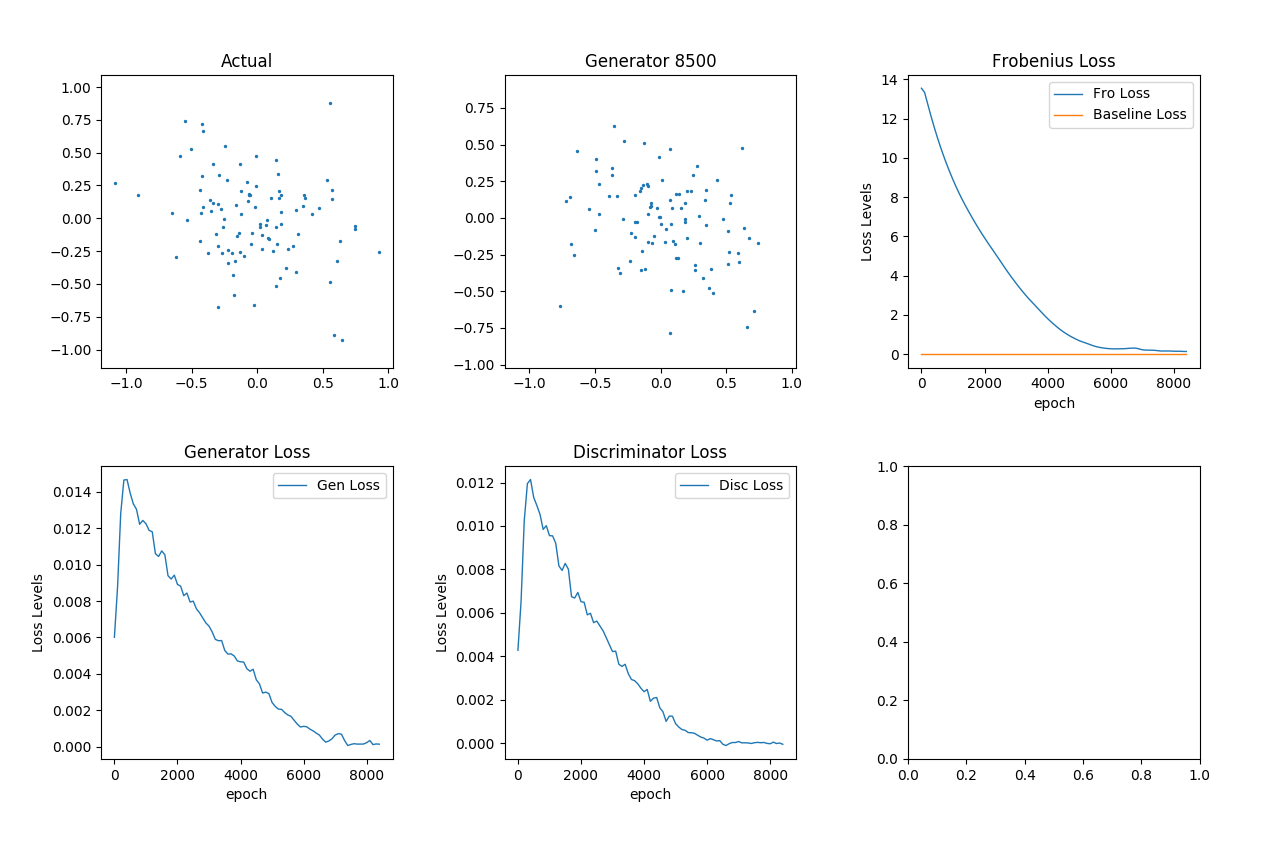 Actual
1.00
0.75
0.50
0.25
0.00
−0.25
−0.50
−0.75
−1.00
−1.0 −0.5 0.0 0.5 1.0
Generator 8500
0.75
0.50
0.25
0.00
−0.25
−0.50
−0.75
−1.00
−1.0 −0.5 0.0 0.5 1.0
Frobenius Loss
Fro Loss
Baseline Loss
Loss Levels
14
12
10
8
6
4
2
0
0 2000 4000 6000 8000
epoch
Generator Loss
Gen Loss
Loss Levels
0.014
0.012
0.010
0.008
0.006
0.004
0.002
0.000
0 2000 4000 6000 8000
epoch
Discriminator Loss
Disc Loss
Loss Levels
0.012
0.010
0.008
0.006
0.004
0.002
0.000
0 2000 4000 6000 8000
epoch
1.0
0.8
0.6
0.4
0.2
0.0
0.0 0.2 0.4 0.6 0.8 1.0